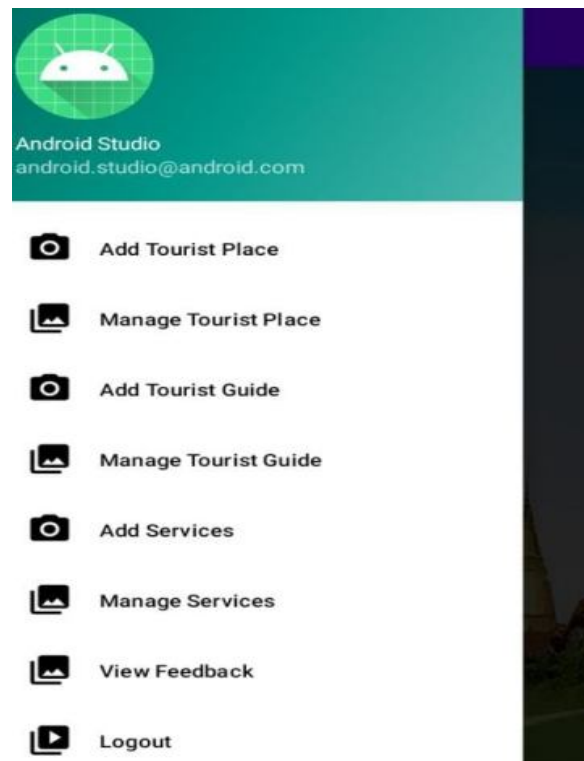 Android Studio
android.studio@android.com
Add Tourist Place
Manage Tourist Place
Add Tourist Guide
Manage Tourist Guide
Add Services
Manage Services
View Feedback
Logout